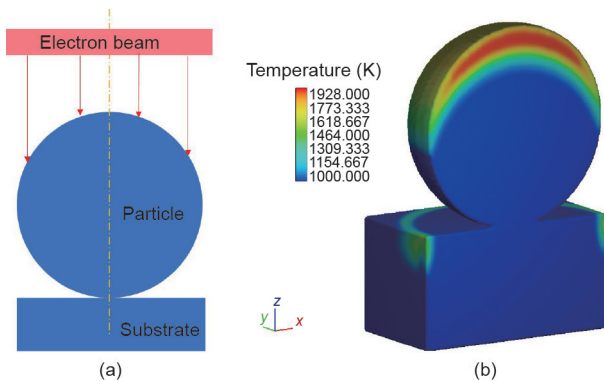 Electron beam
Particle
Substrate
(a)
Temperature (K)
1928.000
1773.333
1618.667
1464.000
1309.333
1154.667
1000.000
z
y
x
(b)